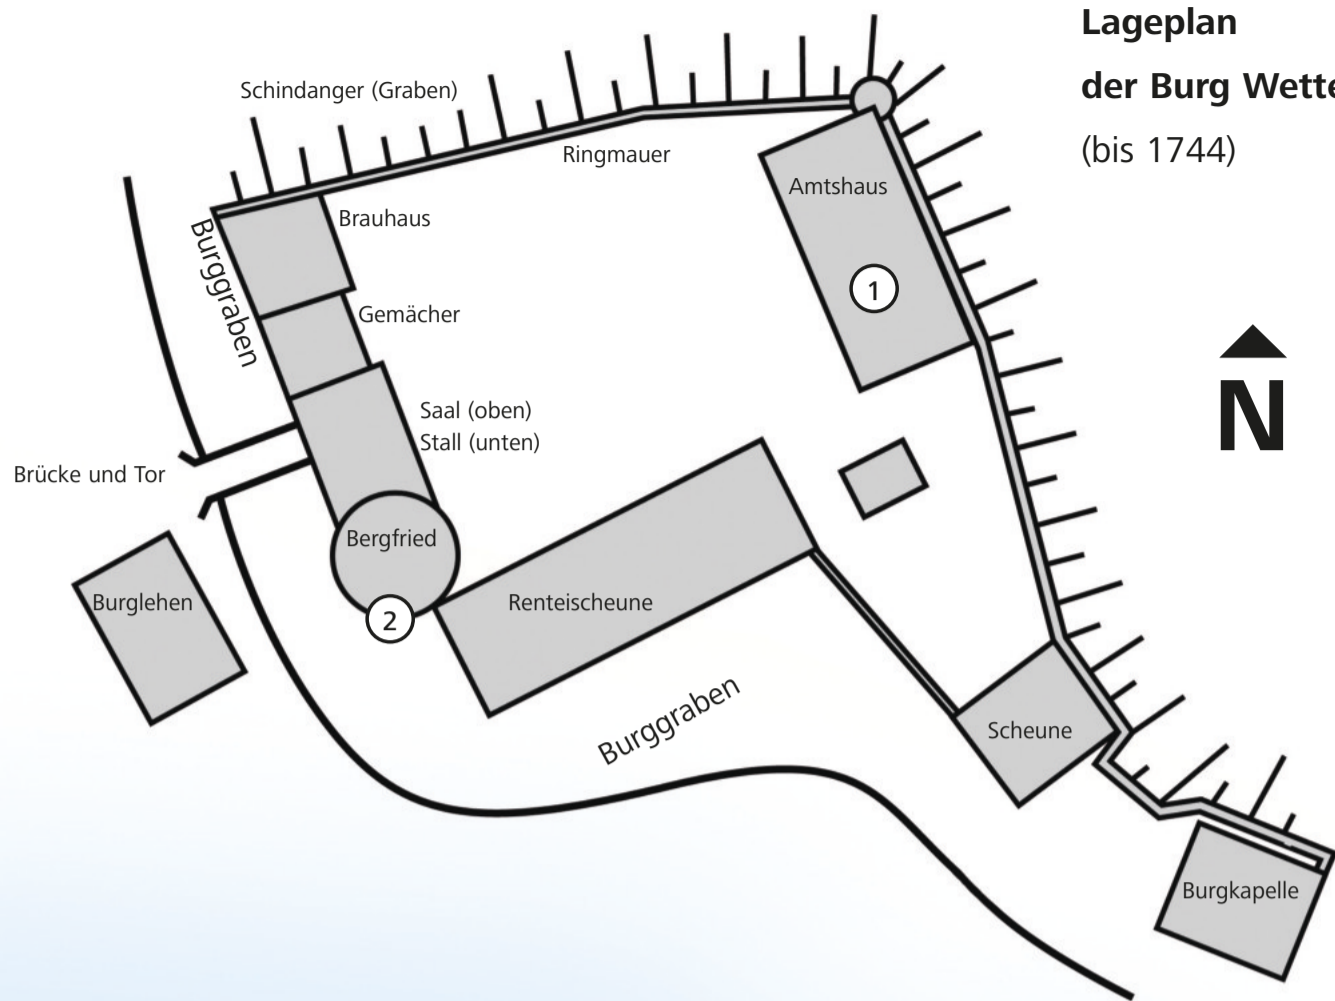 Lageplan
der Burg Wette
(bis 1744)
Schindanger (Graben)
Ringmauer
Amtshaus
Brauhaus
Burggraben
1
Gemächer
N
Saal (oben)
Stall (unten)
Brücke und Tor
Bergfried
Burglehen
Renteischeune
2
Burggraben
Scheune
Burgkapelle